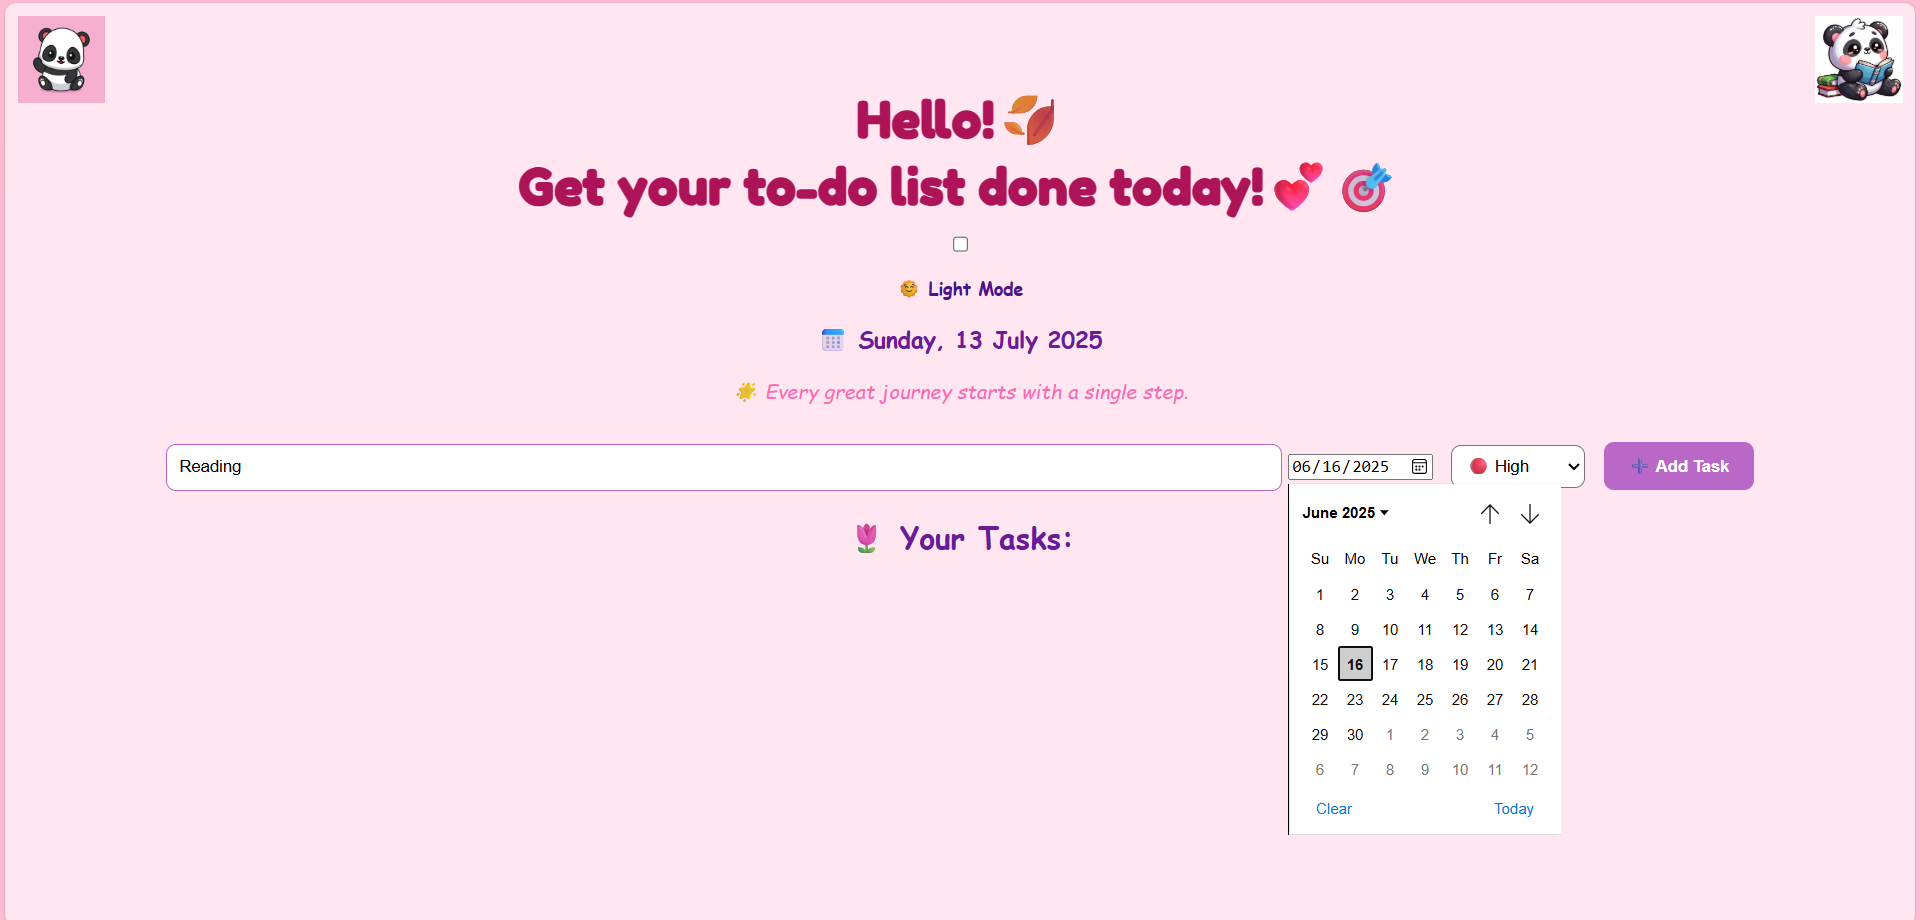 Hello!
Get your to-do list done today!
Light Mode
Sunday, 13 July 2025
Every great journey starts with a single step.
Reading 06/16/2025 High Add Task
Your Tasks:
June 2025
Su Mo Tu We Th Fr Sa
1 2 3 4 5 6 7
8 9 10 11 12 13 14
15 16 17 18 19 20 21
22 23 24 25 26 27 28
29 30 1 2 3 4 5
6 7 8 9 10 11 12
Clear Today